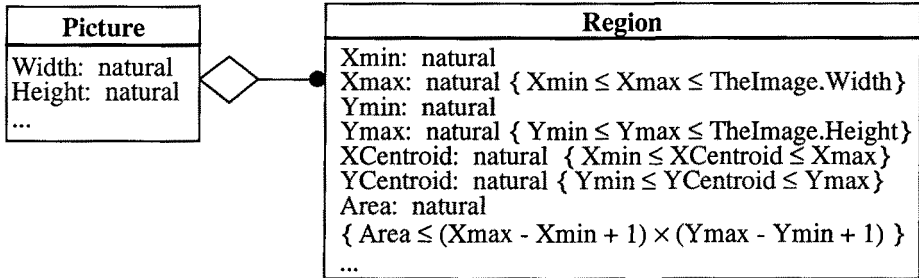 Picture
Width: natural
Height: natural
...
Region
Xmin: natural
Xmax: natural { Xmin ≤ Xmax ≤ TheImage.Width}
Ymin: natural
Ymax: natural { Ymin ≤ Ymax ≤ TheImage.Height}
XCentroid: natural { Xmin ≤ XCentroid ≤ Xmax}
YCentroid: natural { Ymin ≤ YCentroid ≤ Ymax}
Area: natural
{ Area ≤ (Xmax - Xmin + 1) × (Ymax - Ymin + 1) }
...